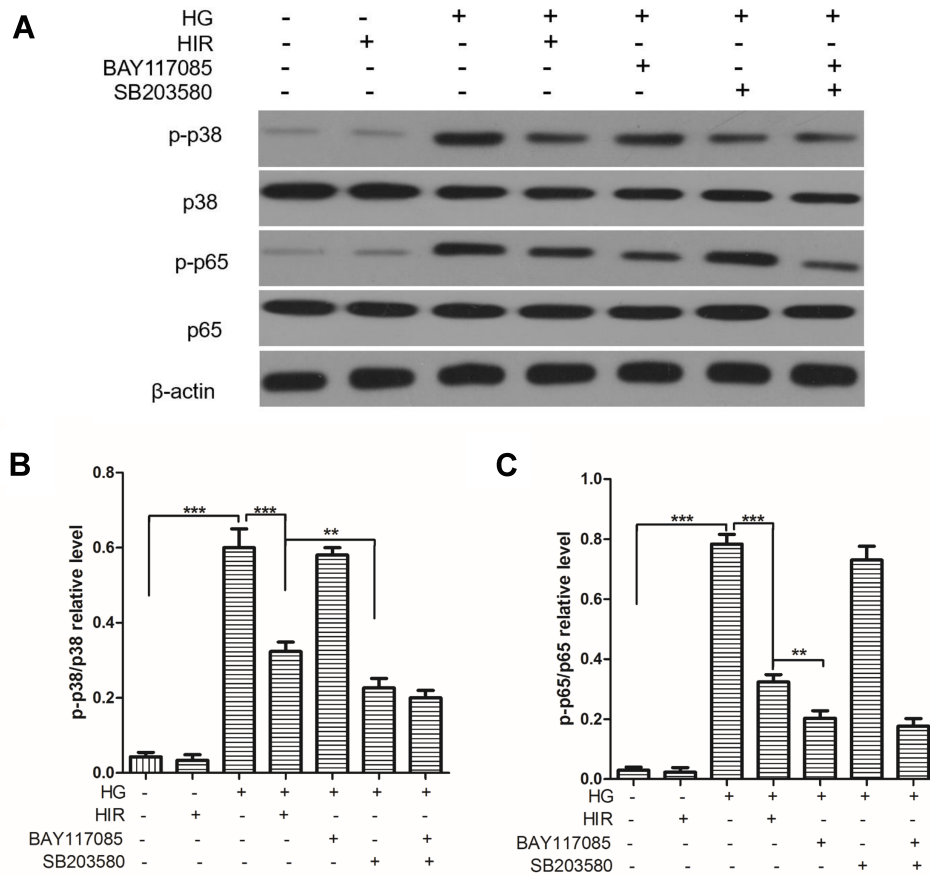 A
HG - - + + + + +
HIR - + - + - - -
BAY117085 - - - - + - +
SB203580 - - - - - + +
p-p38
p38
p-p65
p65
β-actin
B
p-p38/p38 relative level
0.8
0.6
0.4
0.2
0.0
*** *** **
HG - - + + + + +
HIR - + - + - - -
BAY117085 - - - - + - +
SB203580 - - - - - + +
C
p-p65/p65 relative level
1.0
0.8
0.6
0.4
0.2
0.0
*** *** **
HG - - + + + + +
HIR - + - + - - -
BAY117085 - - - - + - +
SB203580 - - - - - + +